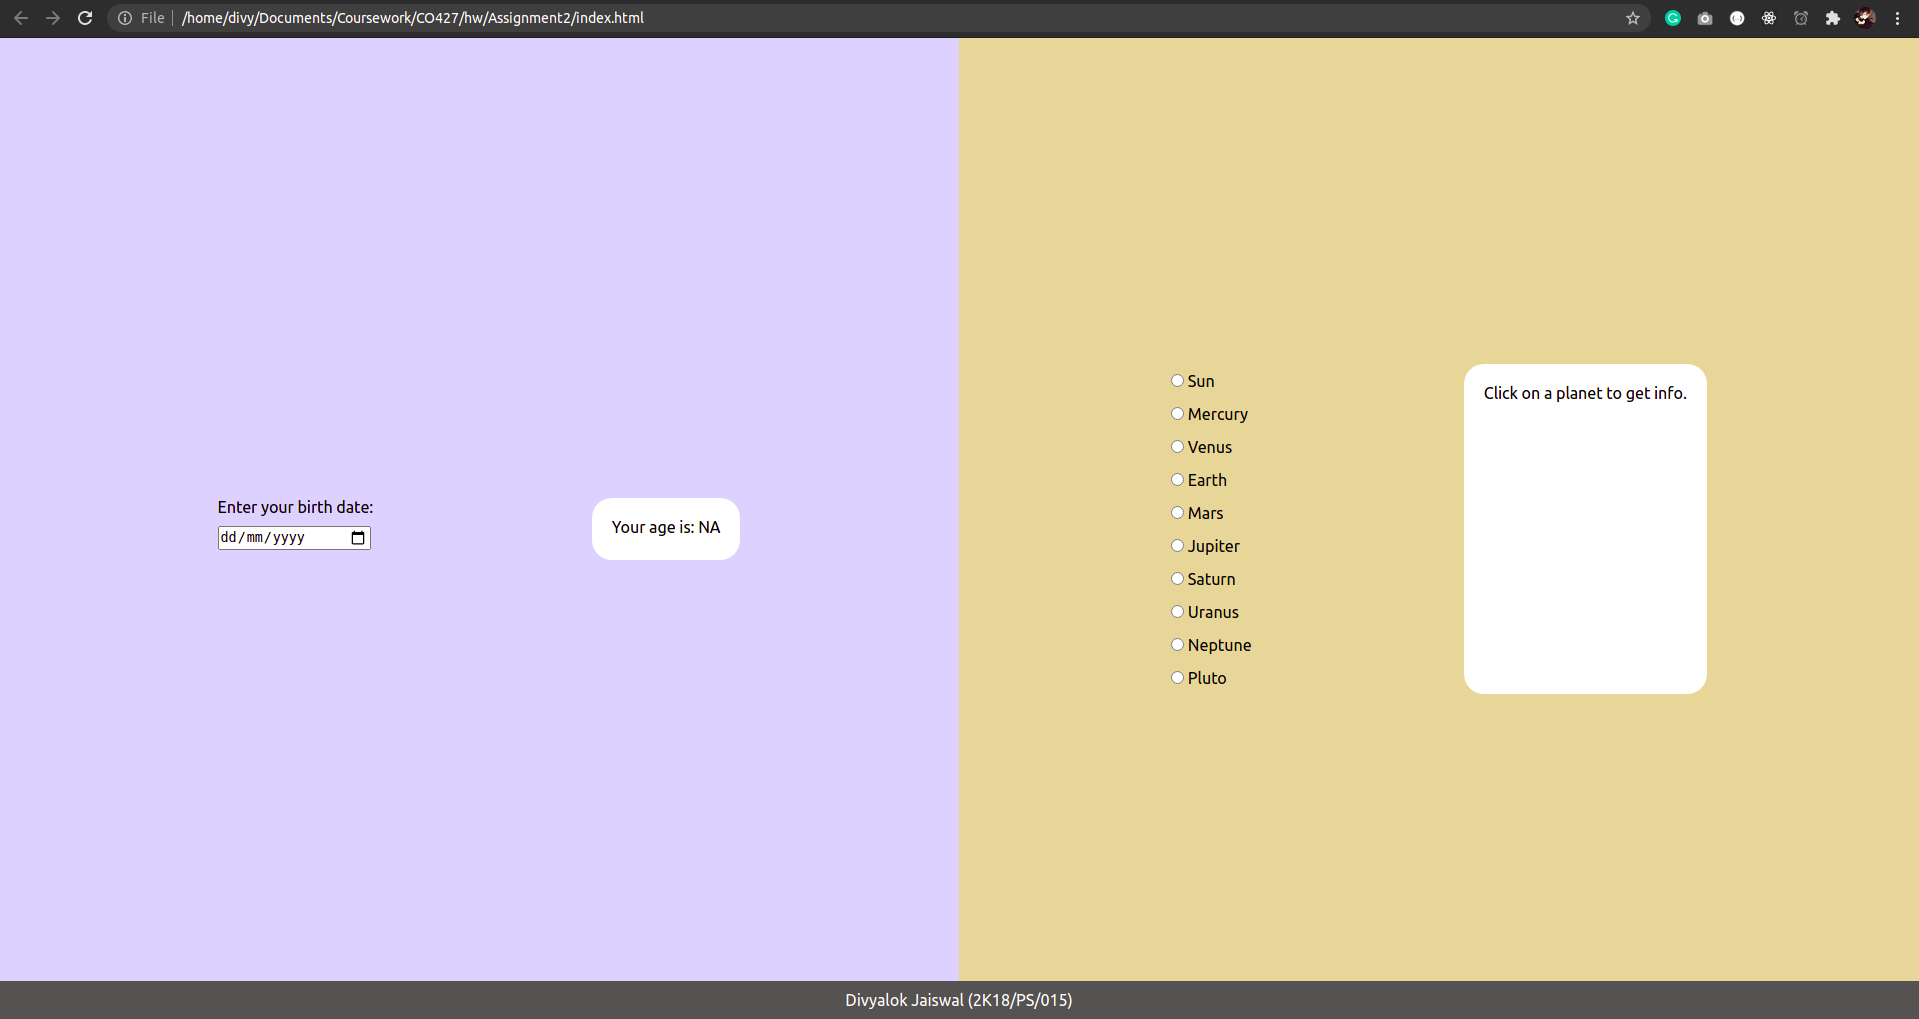 File
/home/divy/Documents/Coursework/CO427/hw/Assignment2/index.html
Enter your birth date:
dd/mm/yyyy
Your age is: NA
Sun
Mercury
Venus
Earth
Mars
Jupiter
Saturn
Uranus
Neptune
Pluto
Click on a planet to get info.
Divyalok Jaiswal (2K18/PS/015)